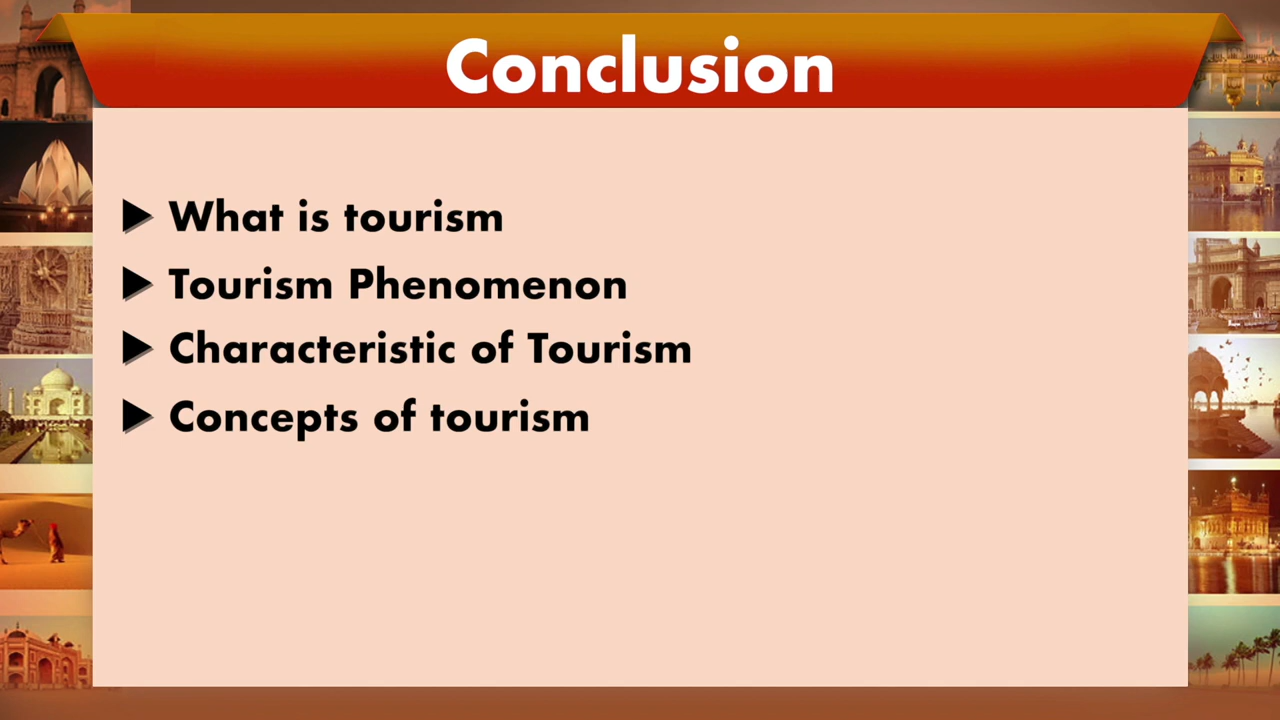 Conclusion
What is tourism
Tourism Phenomenon
Characteristic of Tourism
Concepts of tourism